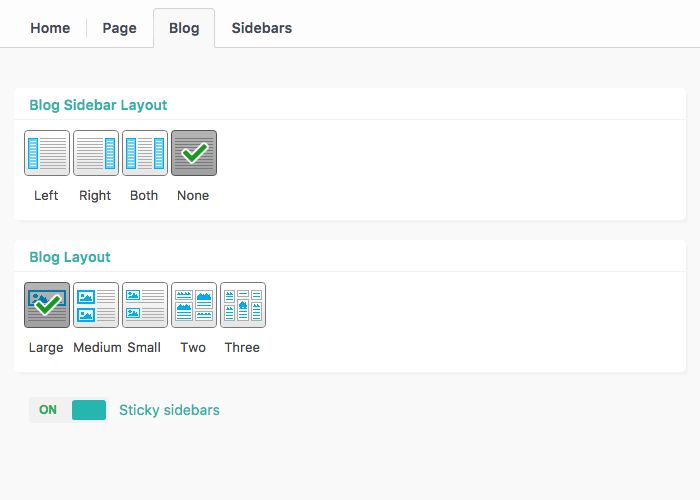 Home Page Blog Sidebars
Blog Sidebar Layout
Left Right Both None
Blog Layout
Large Medium Small Two Three
ON Sticky sidebars